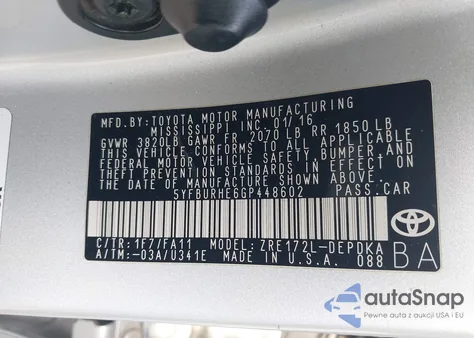 MFD.BY: TOYOTA MOTOR MANUFACTURING
MISSISSIPPI INC. 01/16
GVWR 3820LB GAWR FR 2070 LB RR 1850 LB
THIS VEHICLE CONFORMS TO ALL APPLICABLE
FEDERAL MOTOR VEHICLE SAFETY, BUMPER AND
THEFT PREVENTION STANDARDS IN EFFECT ON
THE DATE OF MANUFACTURE SHOWN ABOVE.
5YFBURHE6GP448602 PASS.CAR
C/TR: 1F7/FA11 MODEL: ZRE172L-DEPDKA
A/TM: -03A/U341E MADE IN U.S.A. 088
BA
autoSnap
Pewne auta z aukcji USA i EU